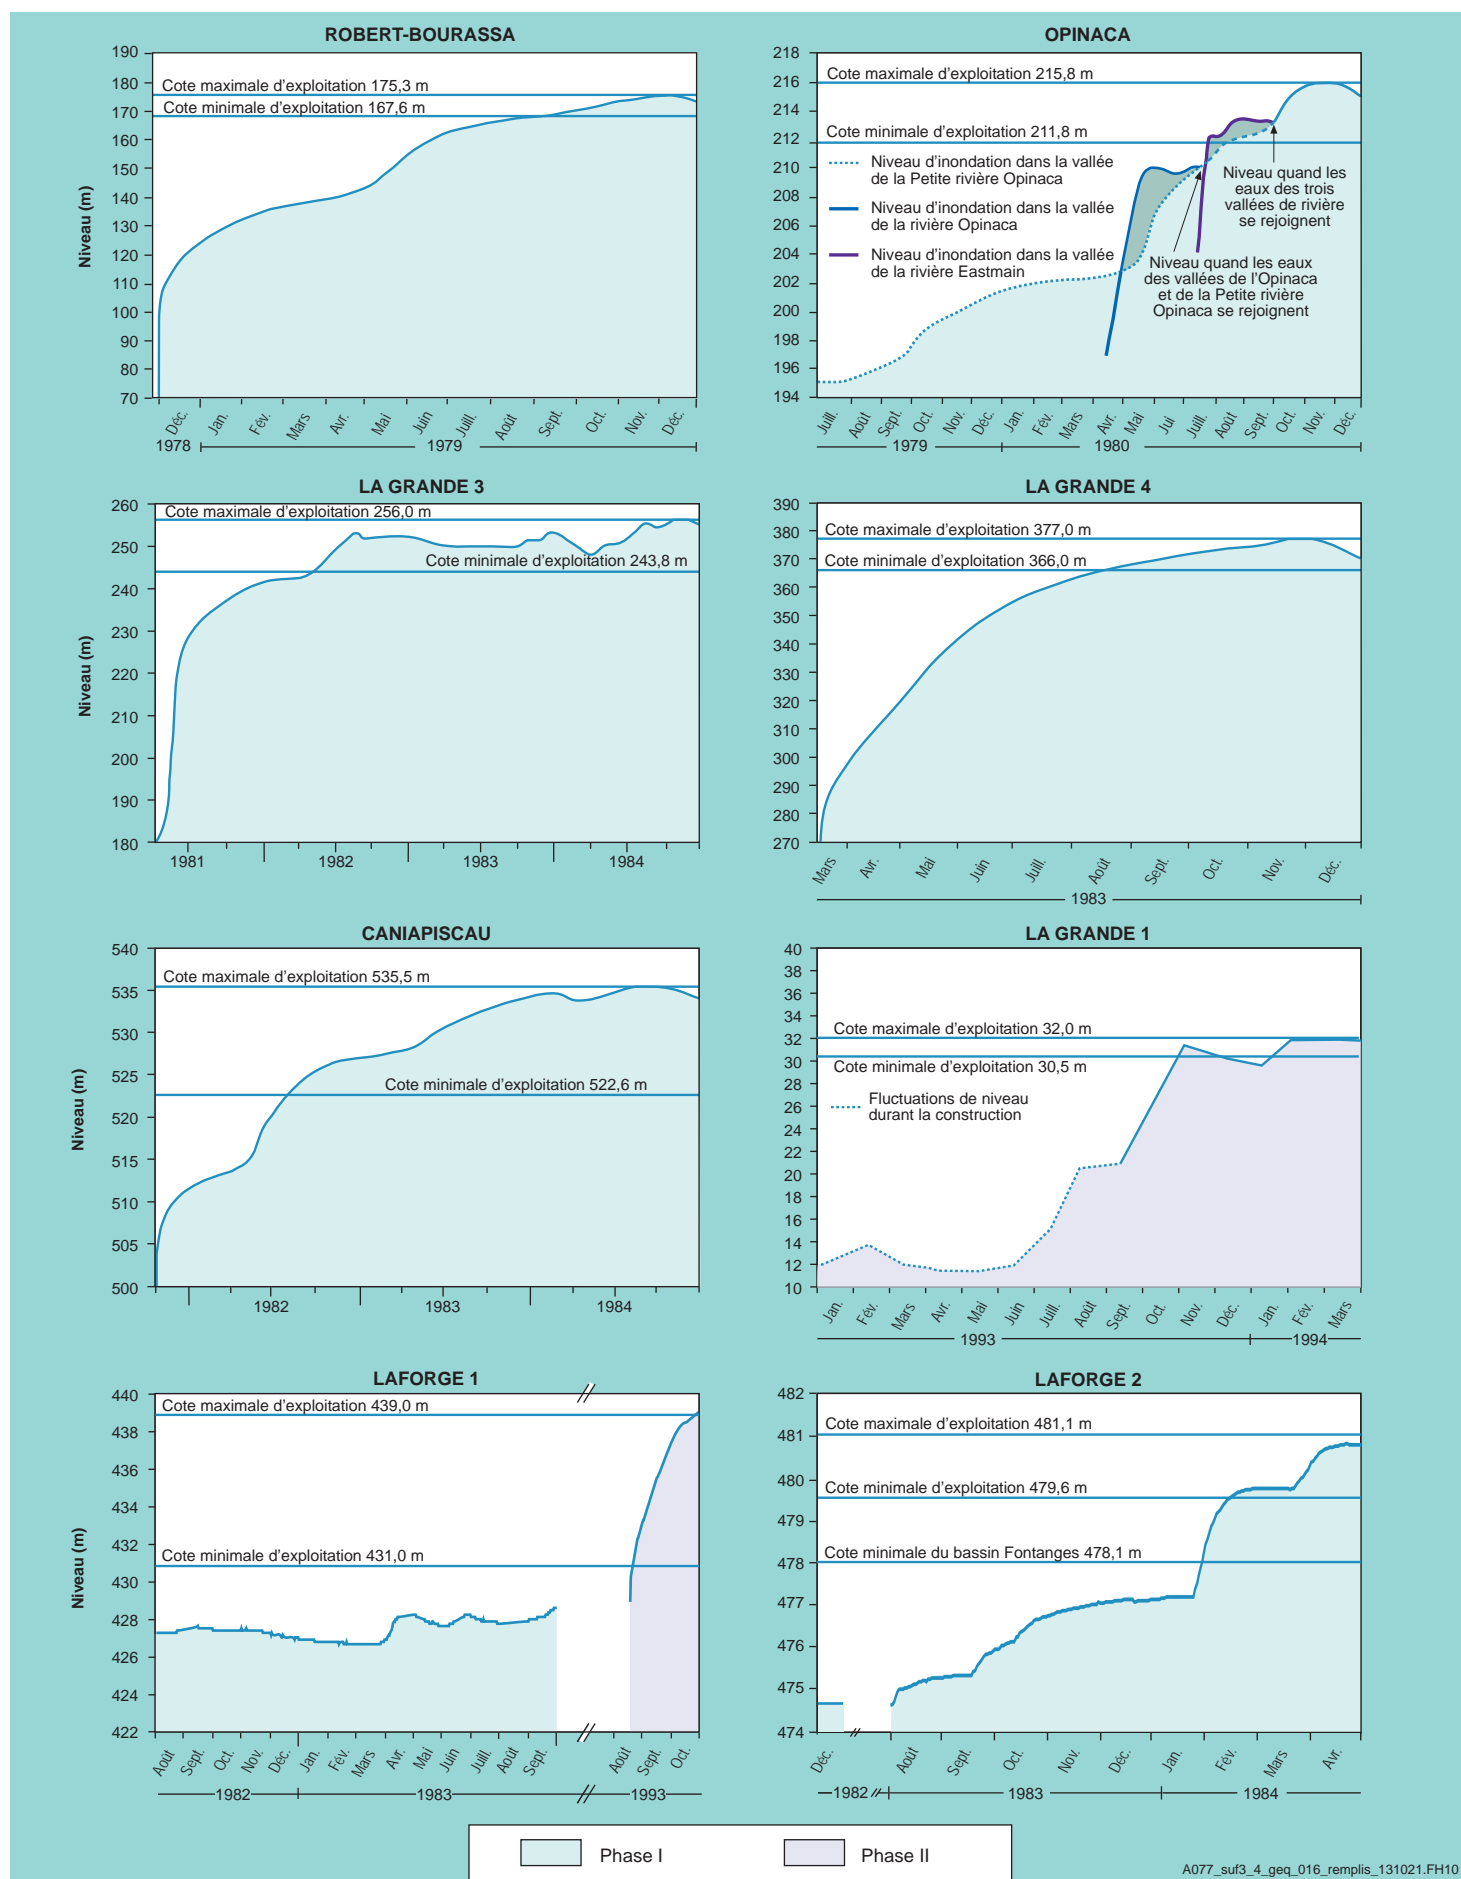 ROBERT-BOURASSA
190
180
170
160
150
140
130
120
110
100
90
80
70
Niveau (m)
Cote maximale d'exploitation 175,3 m
Cote minimale d'exploitation 167,6 m
Déc. Jan. Fév. Mars Avr. Mai Juin Juill. Août Sept. Oct. Nov. Déc.
1978 1979
OPINACA
218
216
214
212
210
208
206
204
202
200
198
196
194
Cote maximale d'exploitation 215,8 m
Cote minimale d'exploitation 211,8 m
Niveau d'inondation dans la vallée
de la Petite rivière Opinaca
Niveau d'inondation dans la vallée
de la rivière Opinaca
Niveau d'inondation dans la vallée
de la rivière Eastmain
Niveau quand les
eaux des trois
vallées de rivière
se rejoignent
Niveau quand les eaux
des vallées de l'Opinaca
et de la Petite rivière
Opinaca se rejoignent
Juill. Août Sept. Oct. Nov. Déc. Jan. Fév. Mars Avr. Mai Jui Juill. Août Sept. Oct. Nov. Déc.
1979 1980
LA GRANDE 3
260
250
240
230
220
210
200
190
180
Niveau (m)
Cote maximale d'exploitation 256,0 m
Cote minimale d'exploitation 243,8 m
1981 1982 1983 1984
LA GRANDE 4
390
380
370
360
350
340
330
320
310
300
290
280
270
Cote maximale d'exploitation 377,0 m
Cote minimale d'exploitation 366,0 m
Mars Avr. Mai Juin Juill. Août Sept. Oct. Nov. Déc.
1983
CANIAPISCAU
540
535
530
525
520
515
510
505
500
Niveau (m)
Cote maximale d'exploitation 535,5 m
Cote minimale d'exploitation 522,6 m
1982 1983 1984
LA GRANDE 1
40
38
36
34
32
30
28
26
24
22
20
18
16
14
12
10
Cote maximale d'exploitation 32,0 m
Cote minimale d'exploitation 30,5 m
Fluctuations de niveau
durant la construction
Jan. Fév. Mars Avr. Mai Juin Juill. Août Sept. Oct. Nov. Déc. Jan. Fév. Mars
1993 1994
LAFORGE 1
440
438
436
434
432
430
428
426
424
422
Niveau (m)
Cote maximale d'exploitation 439,0 m
Cote minimale d'exploitation 431,0 m
Août Sept. Oct. Nov. Déc. Jan. Fév. Mars Avr. Mai Juin Juill. Août Sept. Août Sept. Oct.
1982 1983 1993
LAFORGE 2
482
481
480
479
478
477
476
475
474
Cote maximale d'exploitation 481,1 m
Cote minimale d'exploitation 479,6 m
Cote minimale du bassin Fontanges 478,1 m
Déc. Août Sept. Oct. Nov. Déc. Jan. Fév. Mars Avr.
1982 1983 1984
Phase I
Phase II
A077_suf3_4_geq_016_remplis_131021.FH10